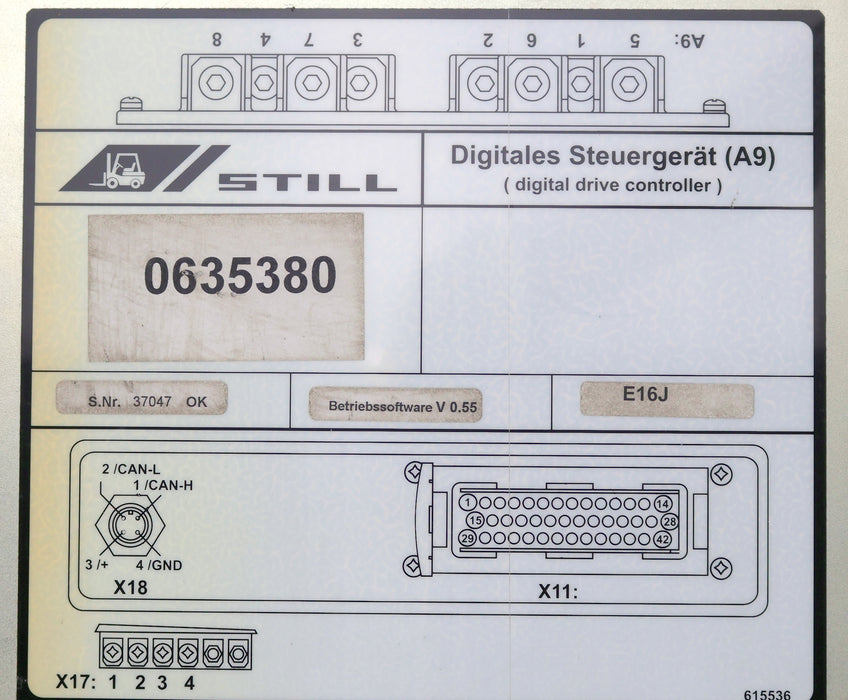 8 4 7 3 2 6 1 5 A9:
STILL
Digitales Steuergerät (A9)
( digital drive controller )
0635380
S.Nr. 37047 OK
Betriebssoftware V 0.55
E16J
2 /CAN-L
1 /CAN-H
3 /+
4 /GND
X18
1 14
15 28
29 42
X11:
X17: 1 2 3 4
615536